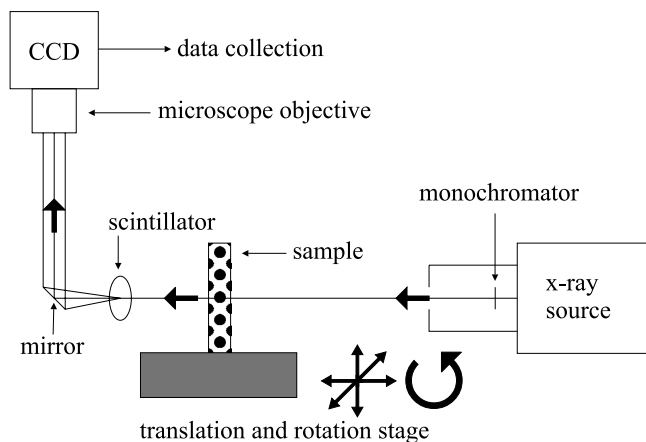 CCD
data collection
microscope objective
monochromator
scintillator
sample
x-ray
source
mirror
translation and rotation stage